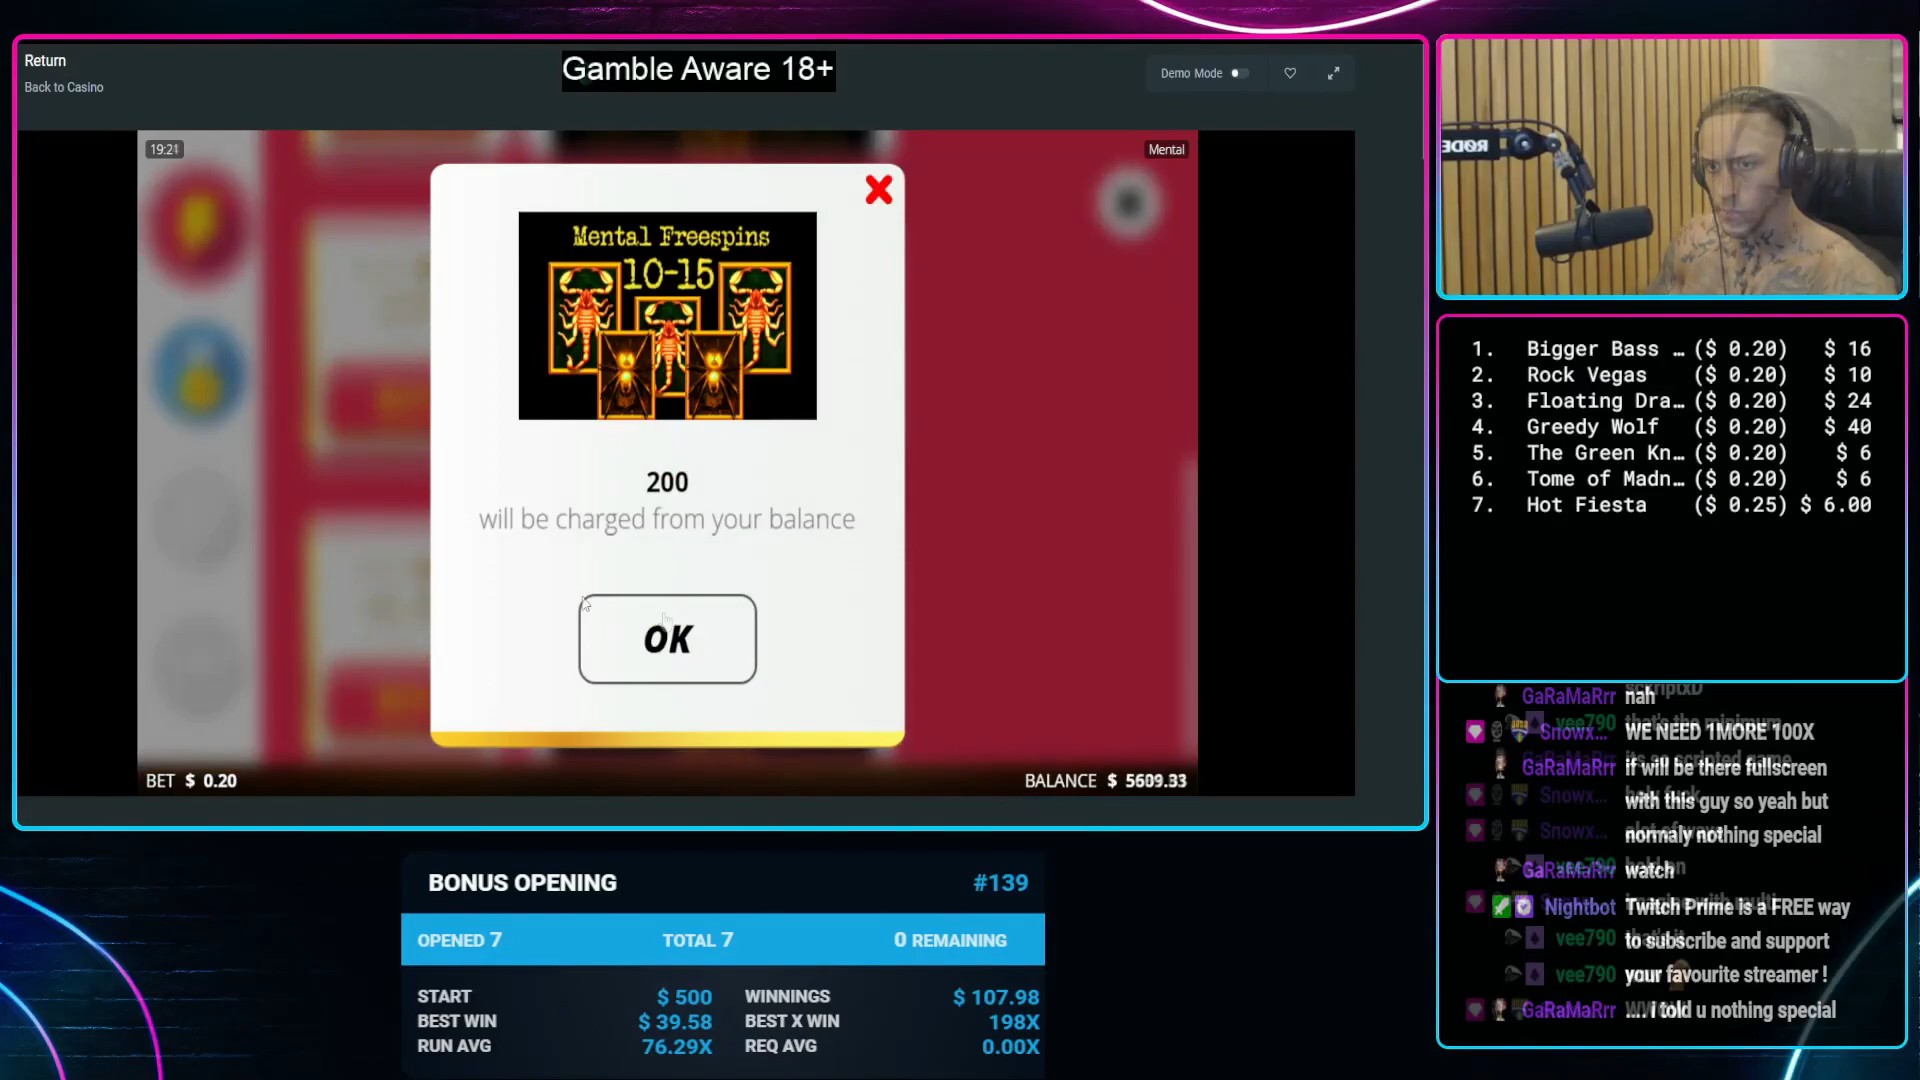 Return
Back to Casino
Gamble Aware 18+
Demo Mode
19:21
Mental
Mental Freespins
10-15
200
will be charged from your balance
OK
BET $ 0.20
BALANCE $ 5609.33
RØDE
1. Bigger Bass … ($ 0.20) $ 16
2. Rock Vegas ($ 0.20) $ 10
3. Floating Dra… ($ 0.20) $ 24
4. Greedy Wolf ($ 0.20) $ 40
5. The Green Kn… ($ 0.20) $ 6
6. Tome of Madn… ($ 0.20) $ 6
7. Hot Fiesta ($ 0.25) $ 6.00
GaRaMaRrr nah
vee790 that's the minimum
Snowx… WE NEED 1MORE 100X
GaRaMaRrr if will be there fullscreen
with this guy so yeah but
normaly nothing special
GaRaMaRrr watch
Nightbot Twitch Prime is a FREE way
to subscribe and support
your favourite streamer !
GaRaMaRrr .... i told u nothing special
BONUS OPENING #139
OPENED 7 TOTAL 7 0 REMAINING
START $ 500 WINNINGS $ 107.98
BEST WIN $ 39.58 BEST X WIN 198X
RUN AVG 76.29X REQ AVG 0.00X